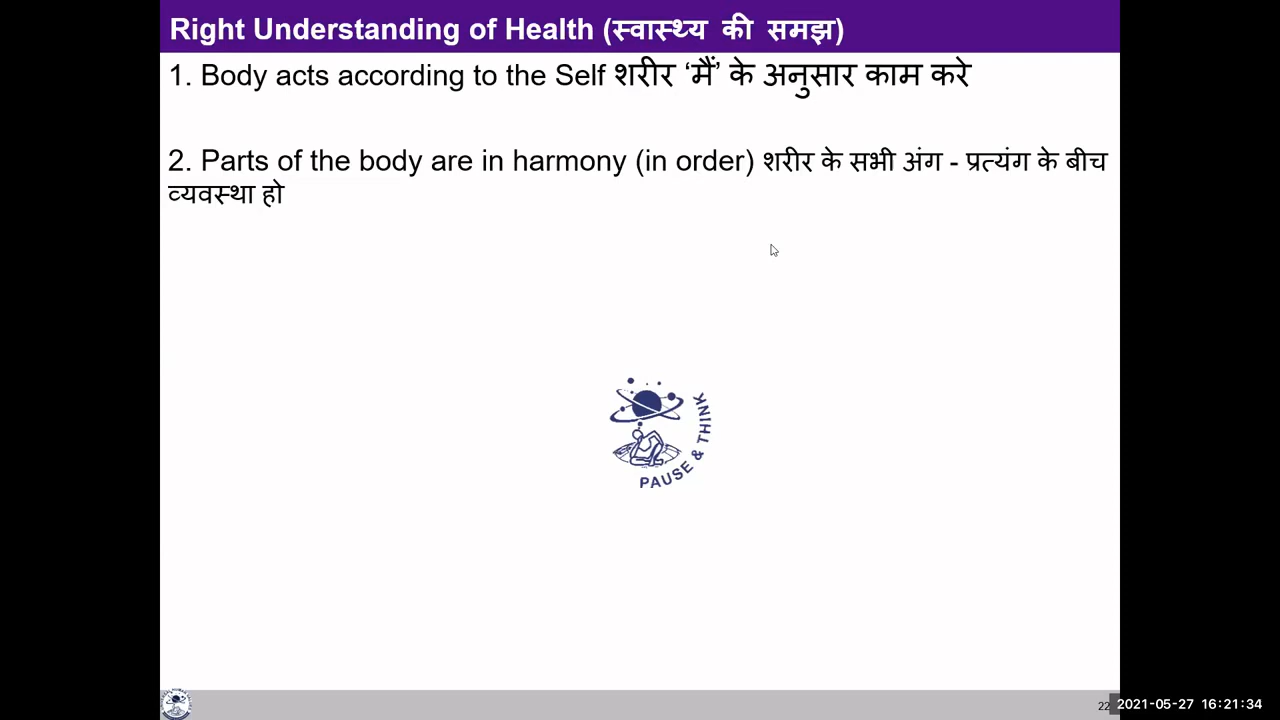 Right Understanding of Health (स्वास्थ्य की समझ)
1. Body acts according to the Self शरीर ‘मैं’ के अनुसार काम करे
2. Parts of the body are in harmony (in order) शरीर के सभी अंग - प्रत्यंग के बीच
व्यवस्था हो
PAUSE & THINK
22
2021-05-27 16:21:34